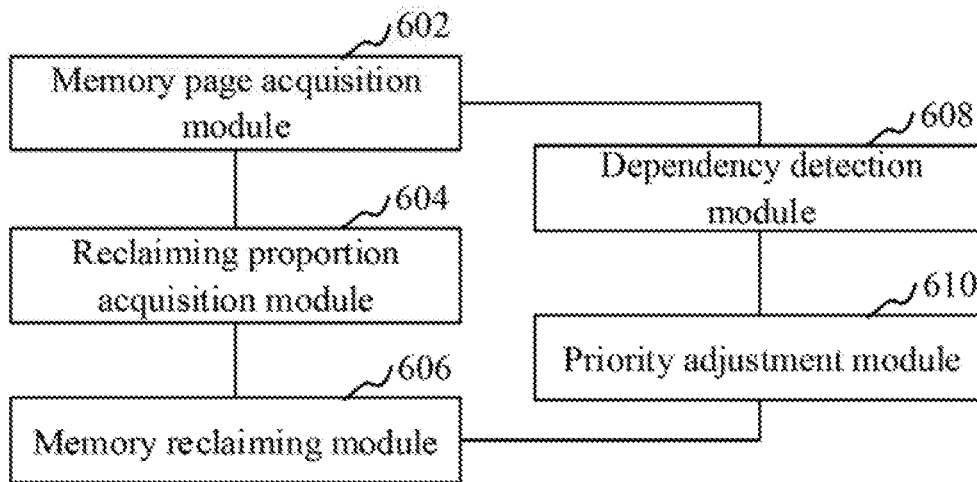 602
Memory page acquisition
module
604
Reclaiming proportion
acquisition module
606
Memory reclaiming module
608
Dependency detection
module
610
Priority adjustment module